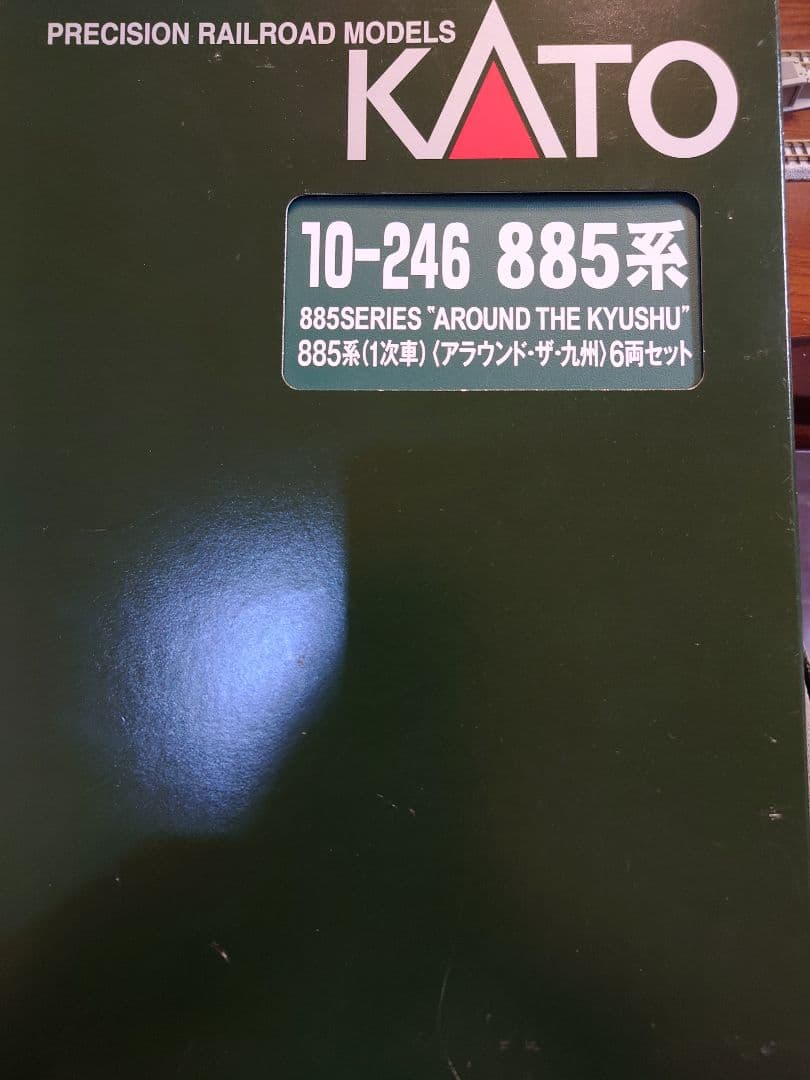 PRECISION RAILROAD MODELS
KATO
10-246 885系
885SERIES "AROUND THE KYUSHU"
885系(1次車)〈アラウンド・ザ・九州〉6両セット